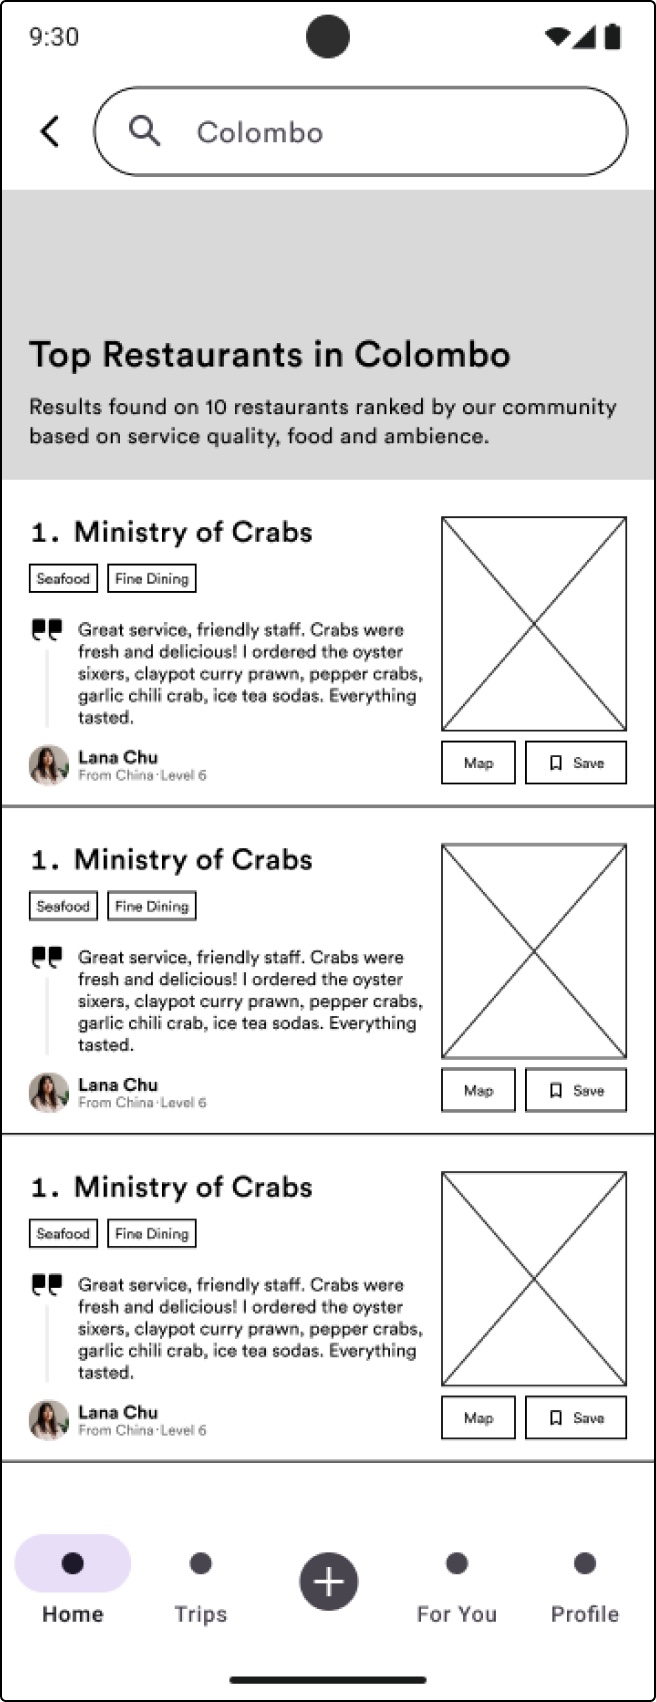 9:30
Colombo
Top Restaurants in Colombo
Results found on 10 restaurants ranked by our community
based on service quality, food and ambience.
1. Ministry of Crabs
Seafood Fine Dining
Great service, friendly staff. Crabs were
fresh and delicious! I ordered the oyster
sixers, claypot curry prawn, pepper crabs,
garlic chili crab, ice tea sodas. Everything
tasted.
Lana Chu
From China·Level 6
Map Save
1. Ministry of Crabs
Seafood Fine Dining
Great service, friendly staff. Crabs were
fresh and delicious! I ordered the oyster
sixers, claypot curry prawn, pepper crabs,
garlic chili crab, ice tea sodas. Everything
tasted.
Lana Chu
From China·Level 6
Map Save
1. Ministry of Crabs
Seafood Fine Dining
Great service, friendly staff. Crabs were
fresh and delicious! I ordered the oyster
sixers, claypot curry prawn, pepper crabs,
garlic chili crab, ice tea sodas. Everything
tasted.
Lana Chu
From China·Level 6
Map Save
Home Trips For You Profile